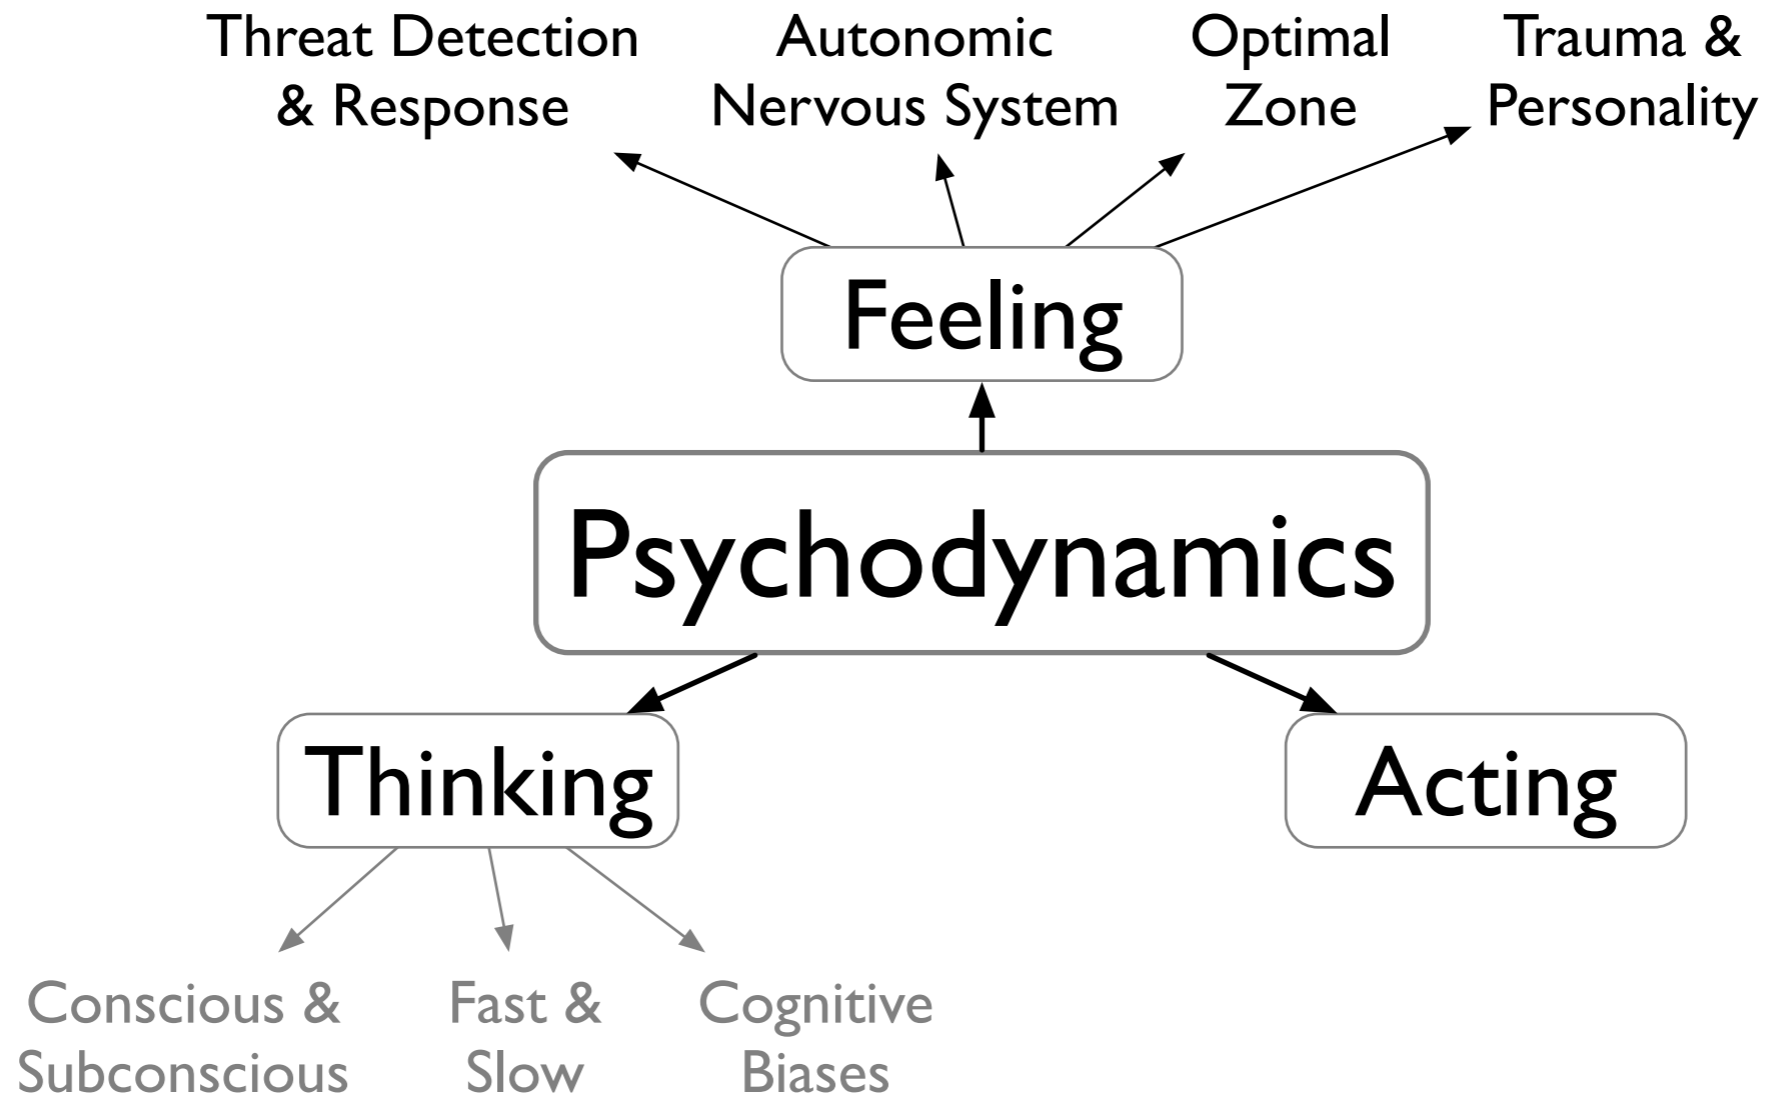 Threat Detection
& Response
Autonomic
Nervous System
Optimal
Zone
Trauma &
Personality
Feeling
Psychodynamics
Thinking
Acting
Conscious &
Subconscious
Fast &
Slow
Cognitive
Biases